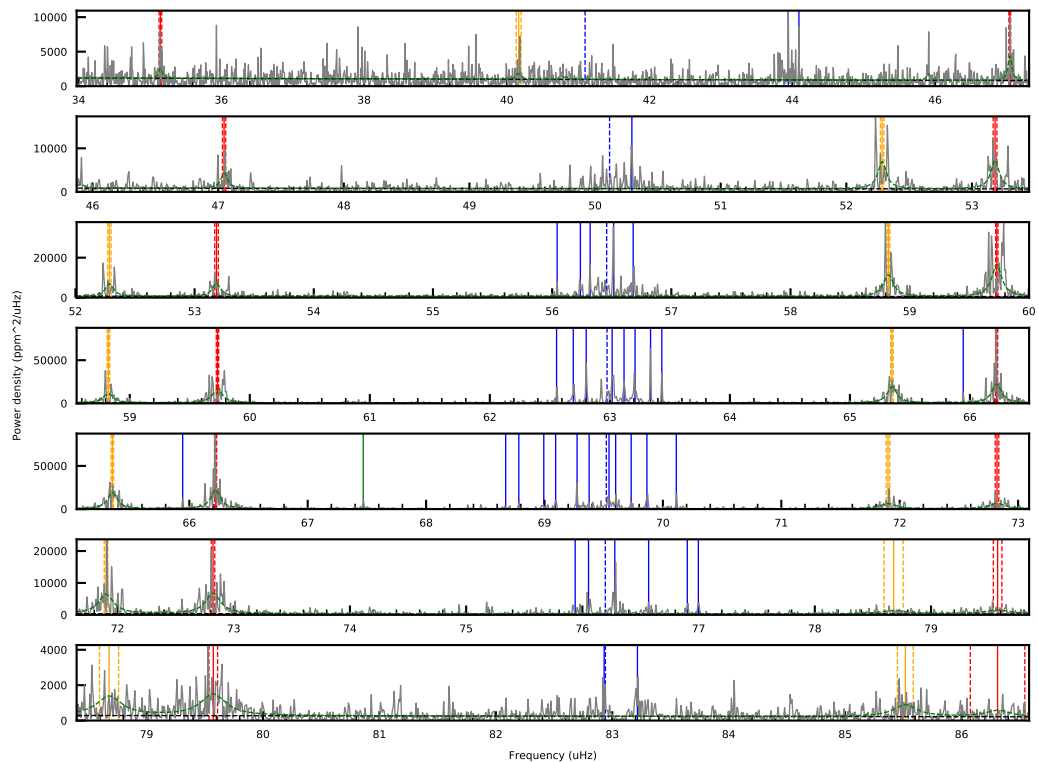 10000
5000
0
34 36 38 40 42 44 46
10000
0
46 47 48 49 50 51 52 53
20000
0
52 53 54 55 56 57 58 59 60
Power density (ppm^2/uHz)
50000
0
59 60 61 62 63 64 65 66
50000
0
66 67 68 69 70 71 72 73
20000
10000
0
72 73 74 75 76 77 78 79
4000
2000
0
79 80 81 82 83 84 85 86
Frequency (uHz)